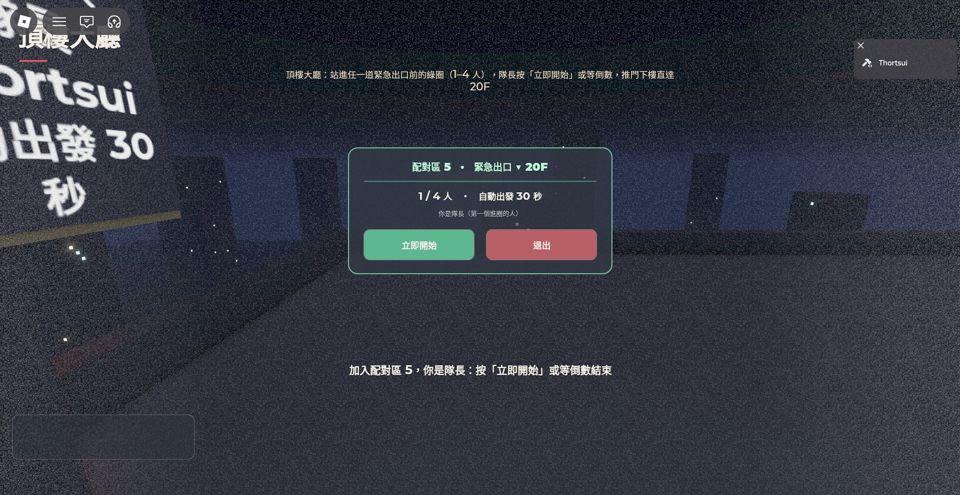 頂樓大廳
ortsui
出發 30
秒
頂樓大廳：站進任一道緊急出口前的綠圈（1–4 人），隊長按「立即開始」或等倒數，推門下樓直達
20F
Thortsui
配對區 5 • 緊急出口 ▼ 20F
1 / 4 人 · 自動出發 30 秒
你是隊長（第一個進圈的人）
立即開始
退出
加入配對區 5，你是隊長：按「立即開始」或等倒數結束